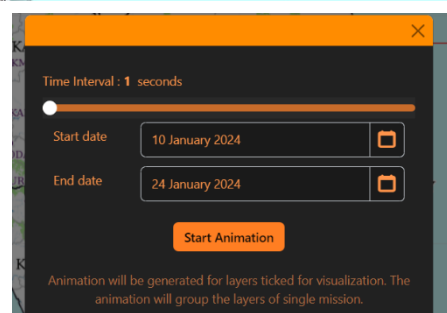 Time Interval : 1 seconds
Start date
10 January 2024
End date
24 January 2024
Start Animation
Animation will be generated for layers ticked for visualization. The
animation will group the layers of single mission.